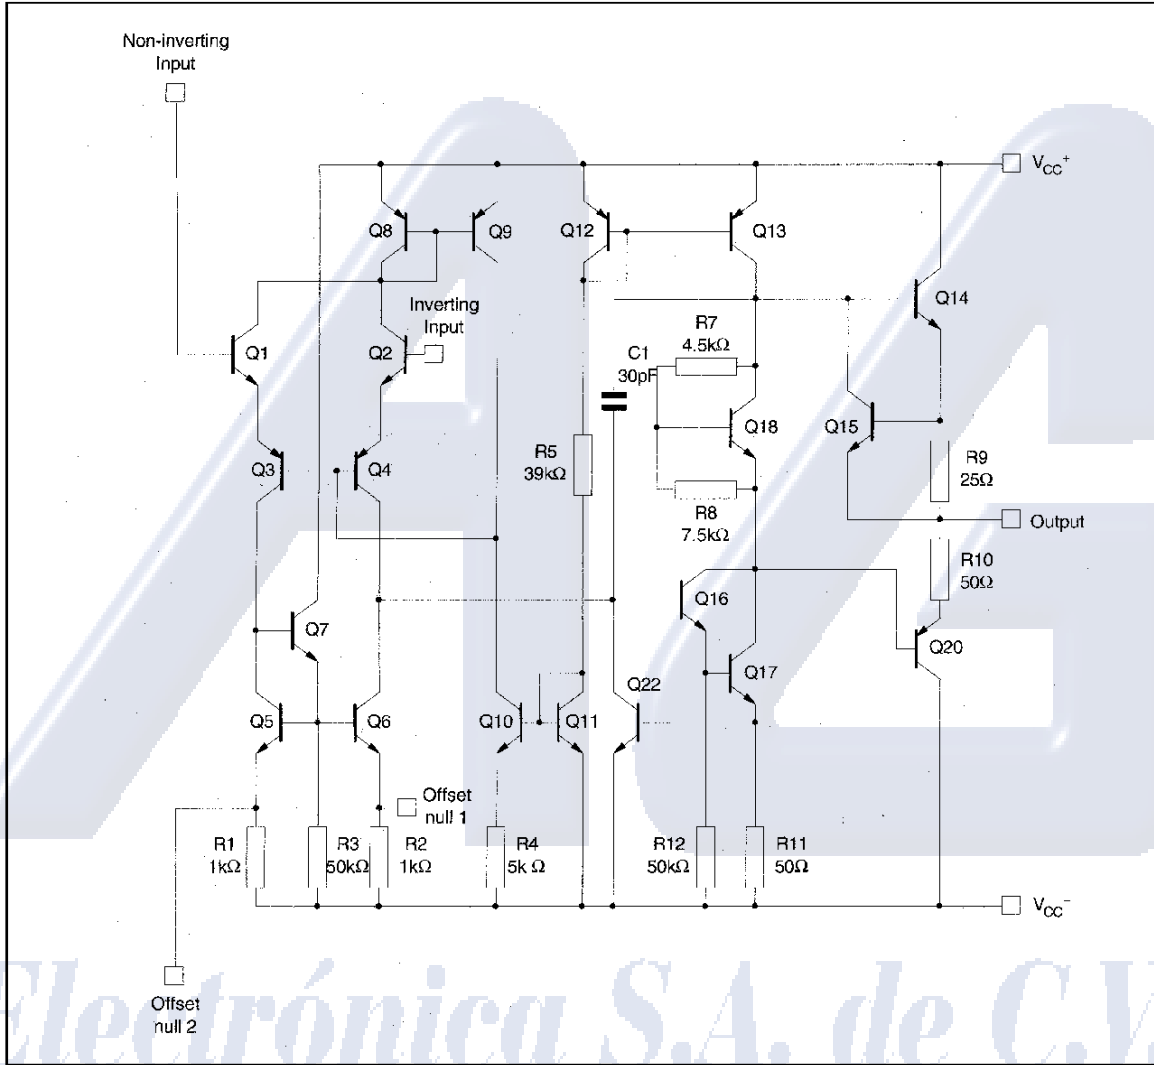 Non-inverting
Input
VCC+
Q8
Q9
Q12
Q13
Q14
Inverting
Input
Q1
Q2
R7
4.5kΩ
C1
30pF
Q18
Q15
Q3
Q4
R5
39kΩ
R9
25Ω
R8
7.5kΩ
Output
R10
50Ω
Q16
Q7
Q20
Q17
Q22
Q5
Q6
Q10
Q11
Offset
null 1
R1
1kΩ
R3
50kΩ
R2
1kΩ
R4
5k Ω
R12
50kΩ
R11
50Ω
VCC−
Offset
null 2
AG
Electrónica S.A. de C.V.